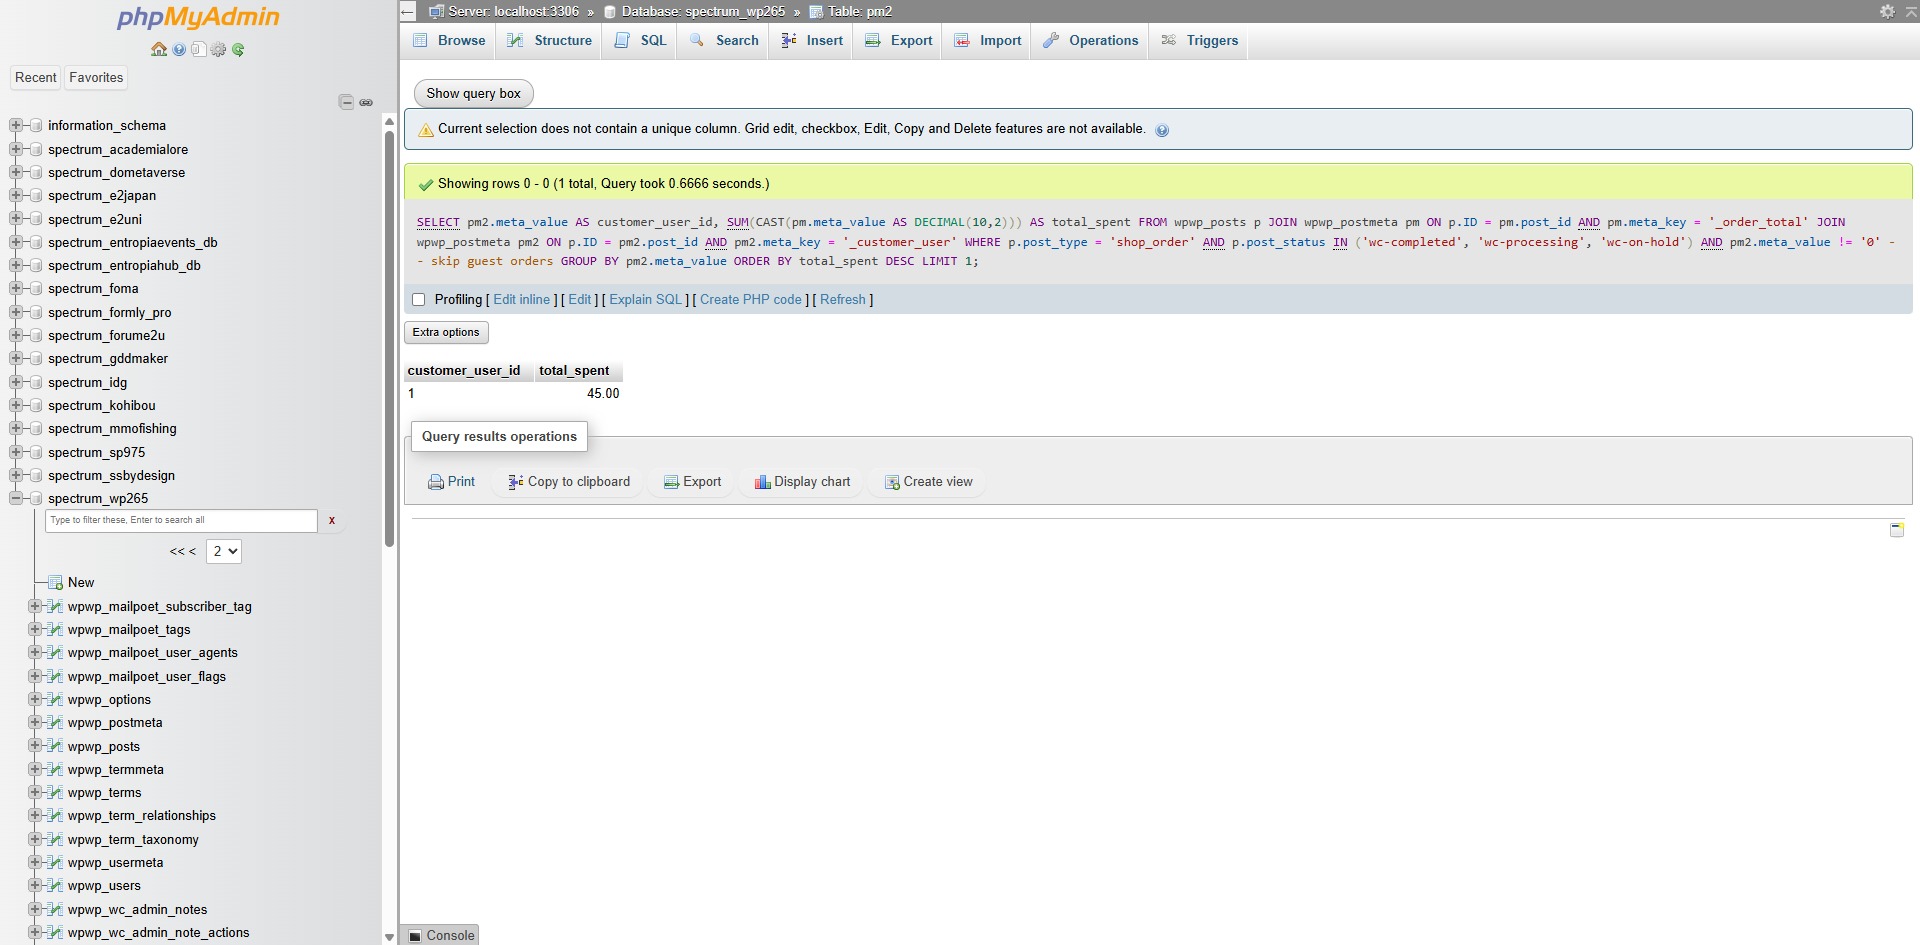 phpMyAdmin
Recent
Favorites
information_schema
spectrum_academialore
spectrum_dometaverse
spectrum_e2japan
spectrum_e2uni
spectrum_entropiaevents_db
spectrum_entropiahub_db
spectrum_foma
spectrum_formly_pro
spectrum_forume2u
spectrum_gddmaker
spectrum_idg
spectrum_kohibou
spectrum_mmofishing
spectrum_sp975
spectrum_ssbydesign
spectrum_wp265
Type to filter these, Enter to search all
x
<< < 2
New
wpwp_mailpoet_subscriber_tag
wpwp_mailpoet_tags
wpwp_mailpoet_user_agents
wpwp_mailpoet_user_flags
wpwp_options
wpwp_postmeta
wpwp_posts
wpwp_termmeta
wpwp_terms
wpwp_term_relationships
wpwp_term_taxonomy
wpwp_usermeta
wpwp_users
wpwp_wc_admin_notes
wpwp_wc_admin_note_actions
Server: localhost:3306 » Database: spectrum_wp265 » Table: pm2
Browse Structure SQL Search Insert Export Import Operations Triggers
Show query box
Current selection does not contain a unique column. Grid edit, checkbox, Edit, Copy and Delete features are not available.
Showing rows 0 - 0 (1 total, Query took 0.6666 seconds.)
SELECT pm2.meta_value AS customer_user_id, SUM(CAST(pm.meta_value AS DECIMAL(10,2))) AS total_spent FROM wpwp_posts p JOIN wpwp_postmeta pm ON p.ID = pm.post_id AND pm.meta_key = '_order_total' JOIN
wpwp_postmeta pm2 ON p.ID = pm2.post_id AND pm2.meta_key = '_customer_user' WHERE p.post_type = 'shop_order' AND p.post_status IN ('wc-completed', 'wc-processing', 'wc-on-hold') AND pm2.meta_value != '0' -
- skip guest orders GROUP BY pm2.meta_value ORDER BY total_spent DESC LIMIT 1;
Profiling [ Edit inline ] [ Edit ] [ Explain SQL ] [ Create PHP code ] [ Refresh ]
Extra options
customer_user_id total_spent
1 45.00
Query results operations
Print Copy to clipboard Export Display chart Create view
Console